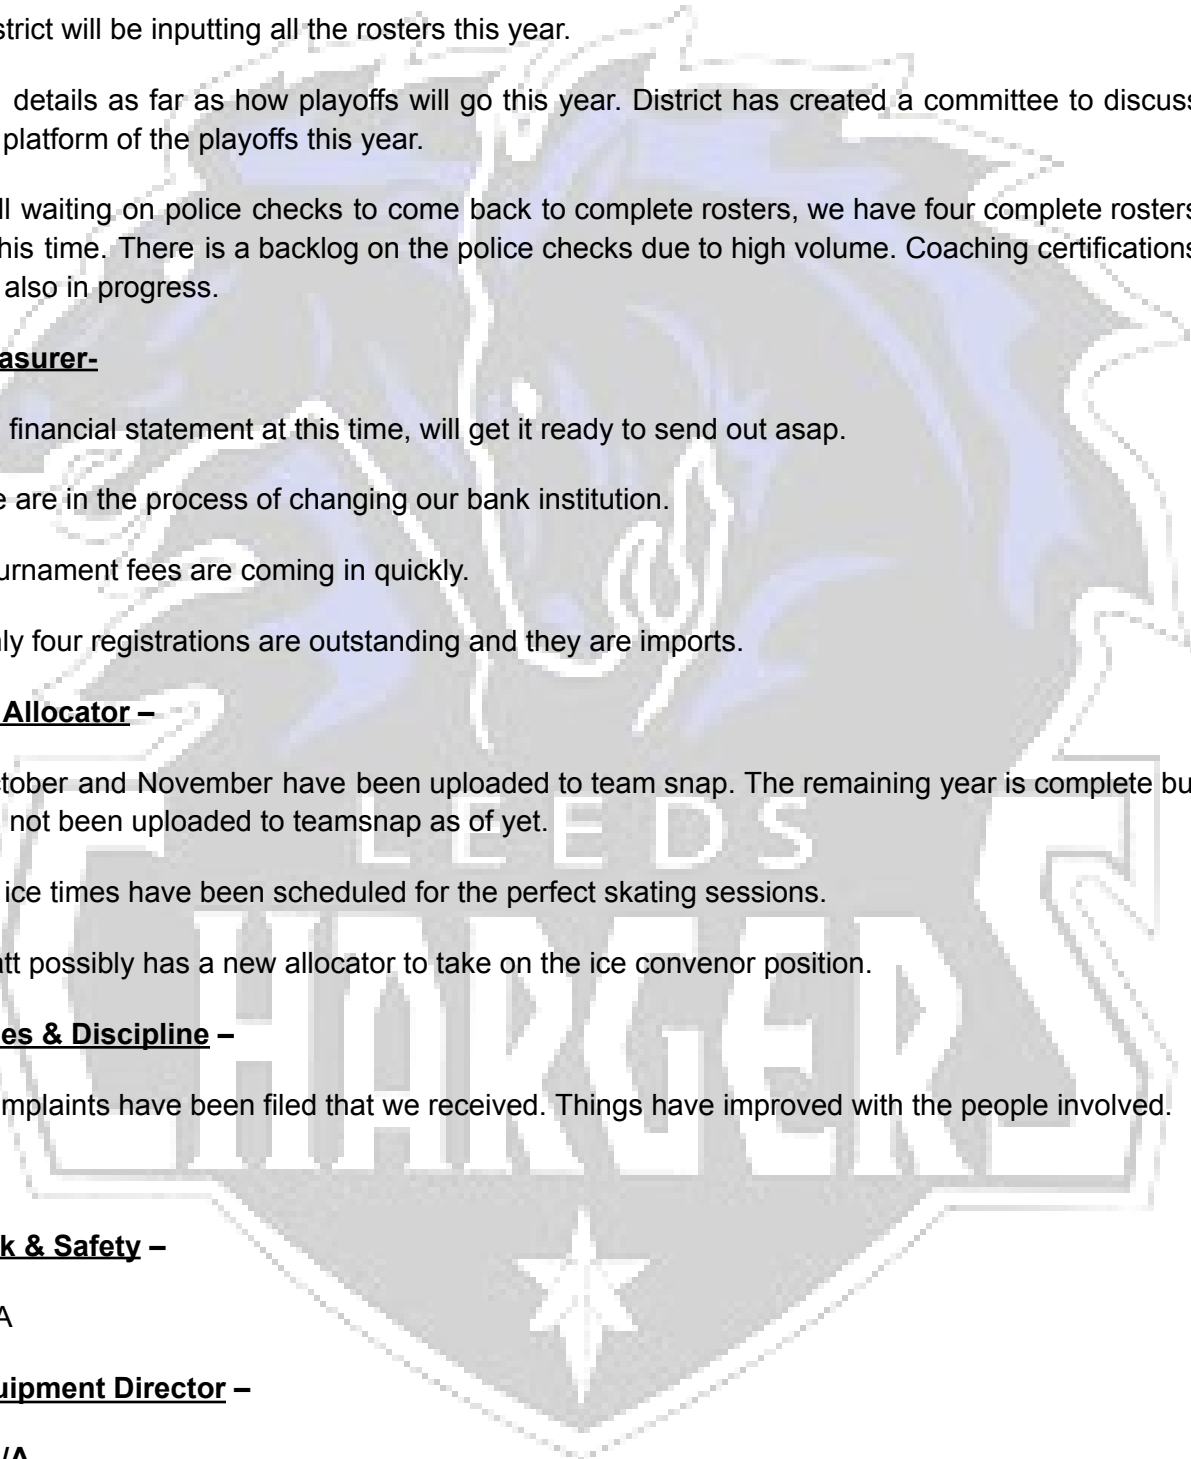 strict will be inputting all the rosters this year.
details as far as how playoffs will go this year. District has created a committee to discuss
platform of the playoffs this year.
ll waiting on police checks to come back to complete rosters, we have four complete rosters
his time. There is a backlog on the police checks due to high volume. Coaching certifications
also in progress.
asurer-
financial statement at this time, will get it ready to send out asap.
e are in the process of changing our bank institution.
urnament fees are coming in quickly.
nly four registrations are outstanding and they are imports.
Allocator –
ctober and November have been uploaded to team snap. The remaining year is complete bu
not been uploaded to teamsnap as of yet.
ice times have been scheduled for the perfect skating sessions.
att possibly has a new allocator to take on the ice convenor position.
es & Discipline –
mplaints have been filed that we received. Things have improved with the people involved.
k & Safety –
A
uipment Director –
/A
LEEDS
CHARGERS